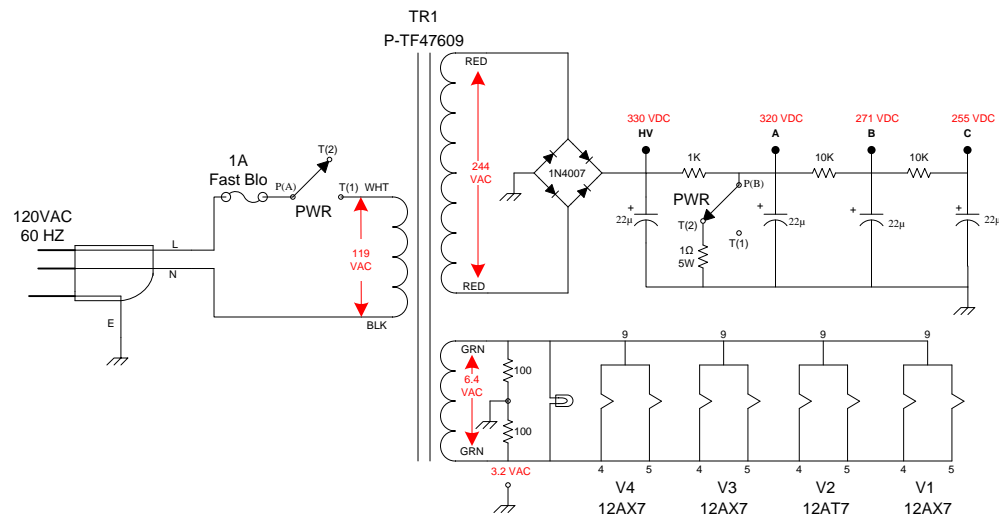 TR1
P-TF47609
RED
330 VDC
320 VDC
271 VDC
255 VDC
HV
A
B
C
1A
Fast Blo
T(2)
P(A)
T(1)
WHT
PWR
244
VAC
1N4007
1K
10K
10K
P(B)
PWR
T(2)
T(1)
+
22µ
+
22µ
+
22µ
+
22µ
1Ω
5W
120VAC
60 HZ
L
N
E
119
VAC
BLK
RED
GRN
6.4
VAC
GRN
100
100
3.2 VAC
9
9
9
9
4
5
4
5
4
5
4
5
V4
V3
V2
V1
12AX7
12AX7
12AT7
12AX7